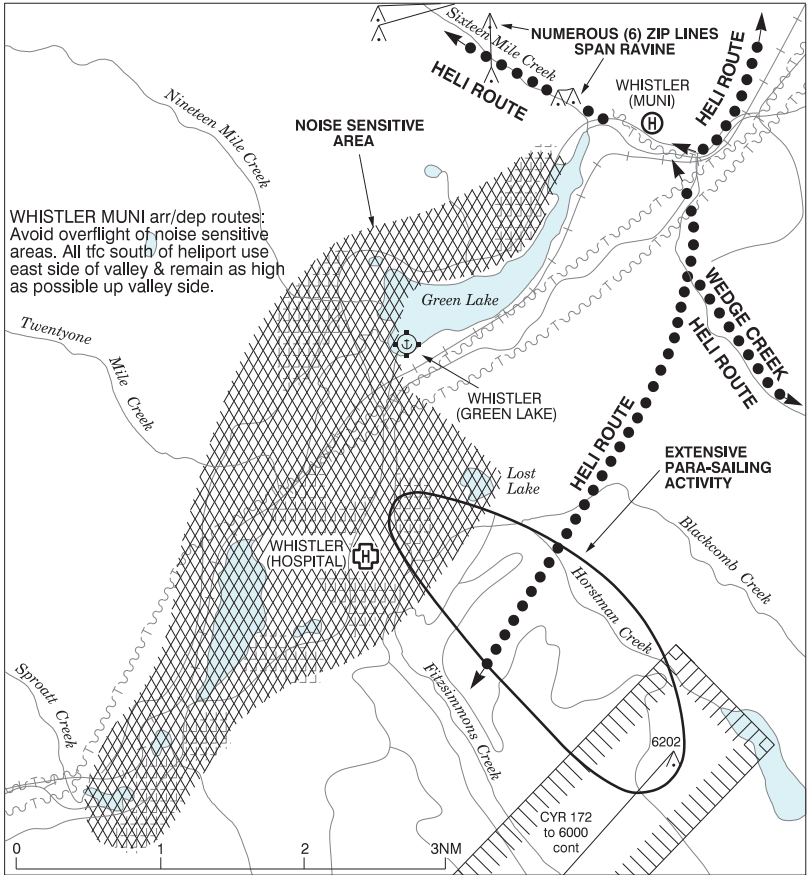 Sixteen Mile Creek
NUMEROUS (6) ZIP LINES
SPAN RAVINE
HELI ROUTE
WHISTLER
(MUNI)
H
HELI ROUTE
Nineteen Mile Creek
NOISE SENSITIVE
AREA
WHISTLER MUNI arr/dep routes:
Avoid overflight of noise sensitive
areas. All tfc south of heliport use
east side of valley & remain as high
as possible up valley side.
Green Lake
WEDGE CREEK
HELI ROUTE
Twentyone Mile Creek
WHISTLER
(GREEN LAKE)
HELI ROUTE
EXTENSIVE
PARA-SAILING
ACTIVITY
Lost
Lake
Blackcomb Creek
WHISTLER
(HOSPITAL)
H
Horstman Creek
Fitzsimmons Creek
Sproatt Creek
6202
CYR 172
to 6000
cont
0 1 2 3NM